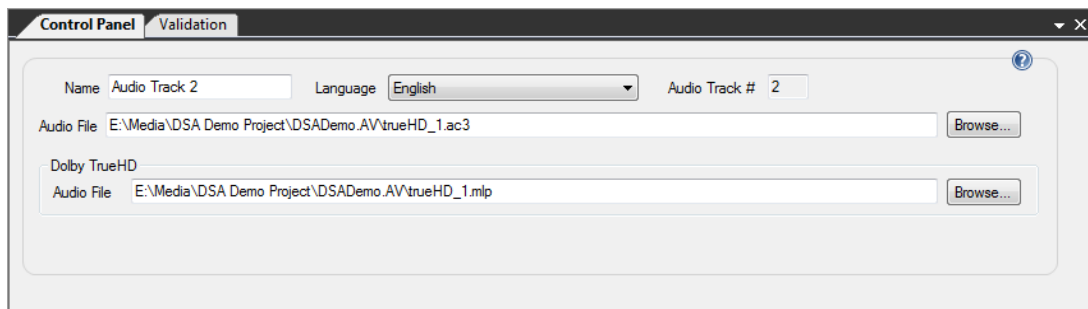 Control Panel Validation
Name Audio Track 2 Language English Audio Track # 2
Audio File E:\Media\DSA Demo Project\DSADemo.AV\trueHD_1.ac3 Browse...
Dolby TrueHD
Audio File E:\Media\DSA Demo Project\DSADemo.AV\trueHD_1.mlp Browse...